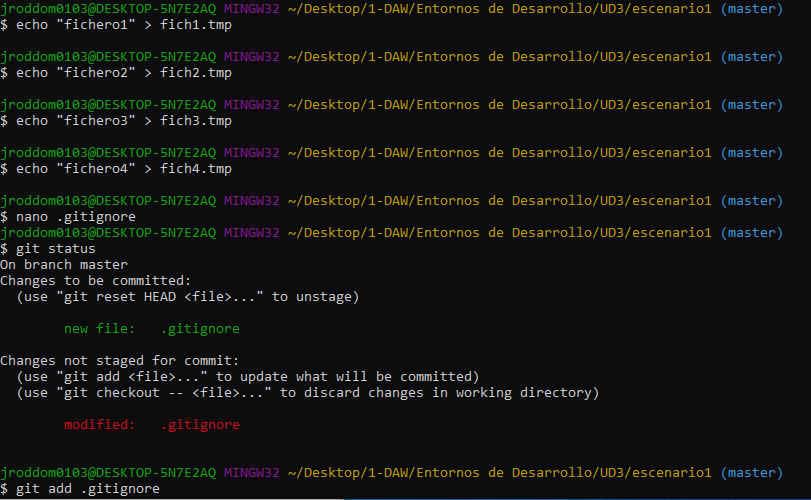 jroddom0103@DESKTOP-5N7E2AQ MINGW32 ~/Desktop/1-DAW/Entornos de Desarrollo/UD3/escenario1 (master)
$ echo "fichero1" > fich1.tmp
jroddom0103@DESKTOP-5N7E2AQ MINGW32 ~/Desktop/1-DAW/Entornos de Desarrollo/UD3/escenario1 (master)
$ echo "fichero2" > fich2.tmp
jroddom0103@DESKTOP-5N7E2AQ MINGW32 ~/Desktop/1-DAW/Entornos de Desarrollo/UD3/escenario1 (master)
$ echo "fichero3" > fich3.tmp
jroddom0103@DESKTOP-5N7E2AQ MINGW32 ~/Desktop/1-DAW/Entornos de Desarrollo/UD3/escenario1 (master)
$ echo "fichero4" > fich4.tmp
jroddom0103@DESKTOP-5N7E2AQ MINGW32 ~/Desktop/1-DAW/Entornos de Desarrollo/UD3/escenario1 (master)
$ nano .gitignore
jroddom0103@DESKTOP-5N7E2AQ MINGW32 ~/Desktop/1-DAW/Entornos de Desarrollo/UD3/escenario1 (master)
$ git status
On branch master
Changes to be committed:
  (use "git reset HEAD <file>..." to unstage)
        new file:   .gitignore
Changes not staged for commit:
  (use "git add <file>..." to update what will be committed)
  (use "git checkout -- <file>..." to discard changes in working directory)
        modified:   .gitignore
jroddom0103@DESKTOP-5N7E2AQ MINGW32 ~/Desktop/1-DAW/Entornos de Desarrollo/UD3/escenario1 (master)
$ git add .gitignore